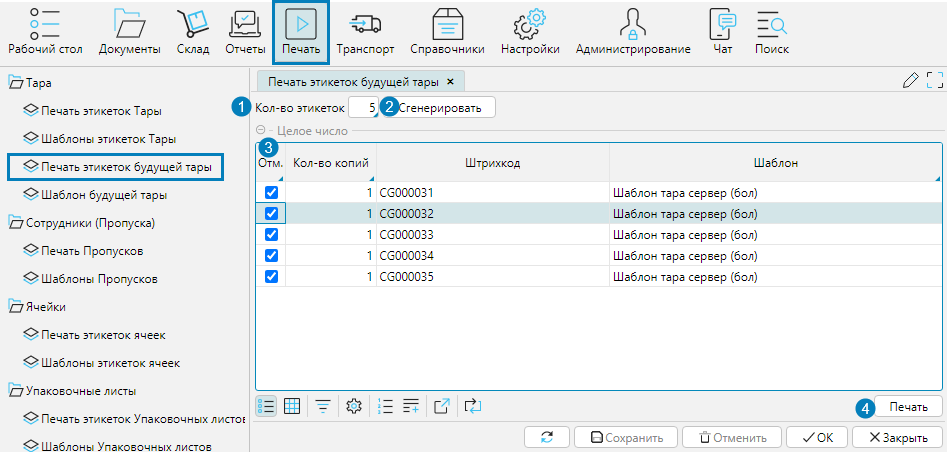 Рабочий стол Документы Склад Отчеты Печать Транспорт Справочники Настройки Администрирование Чат Поиск
Тара
Печать этикеток Тары
Шаблоны этикеток Тары
Печать этикеток будущей тары
Шаблон будущей тары
Сотрудники (Пропуска)
Печать Пропусков
Шаблоны Пропусков
Ячейки
Печать этикеток ячеек
Шаблоны этикеток ячеек
Упаковочные листы
Печать этикеток Упаковочных листов
Шаблоны Упаковочных листов
Печать этикеток будущей тары ×
1 Кол-во этикеток 5 2 Сгенерировать
Целое число
3
Отм. Кол-во копий Штрихкод Шаблон
1 CG000031 Шаблон тара сервер (бол)
1 CG000032 Шаблон тара сервер (бол)
1 CG000033 Шаблон тара сервер (бол)
1 CG000034 Шаблон тара сервер (бол)
1 CG000035 Шаблон тара сервер (бол)
4 Печать
Сохранить Отменить ОК Закрыть